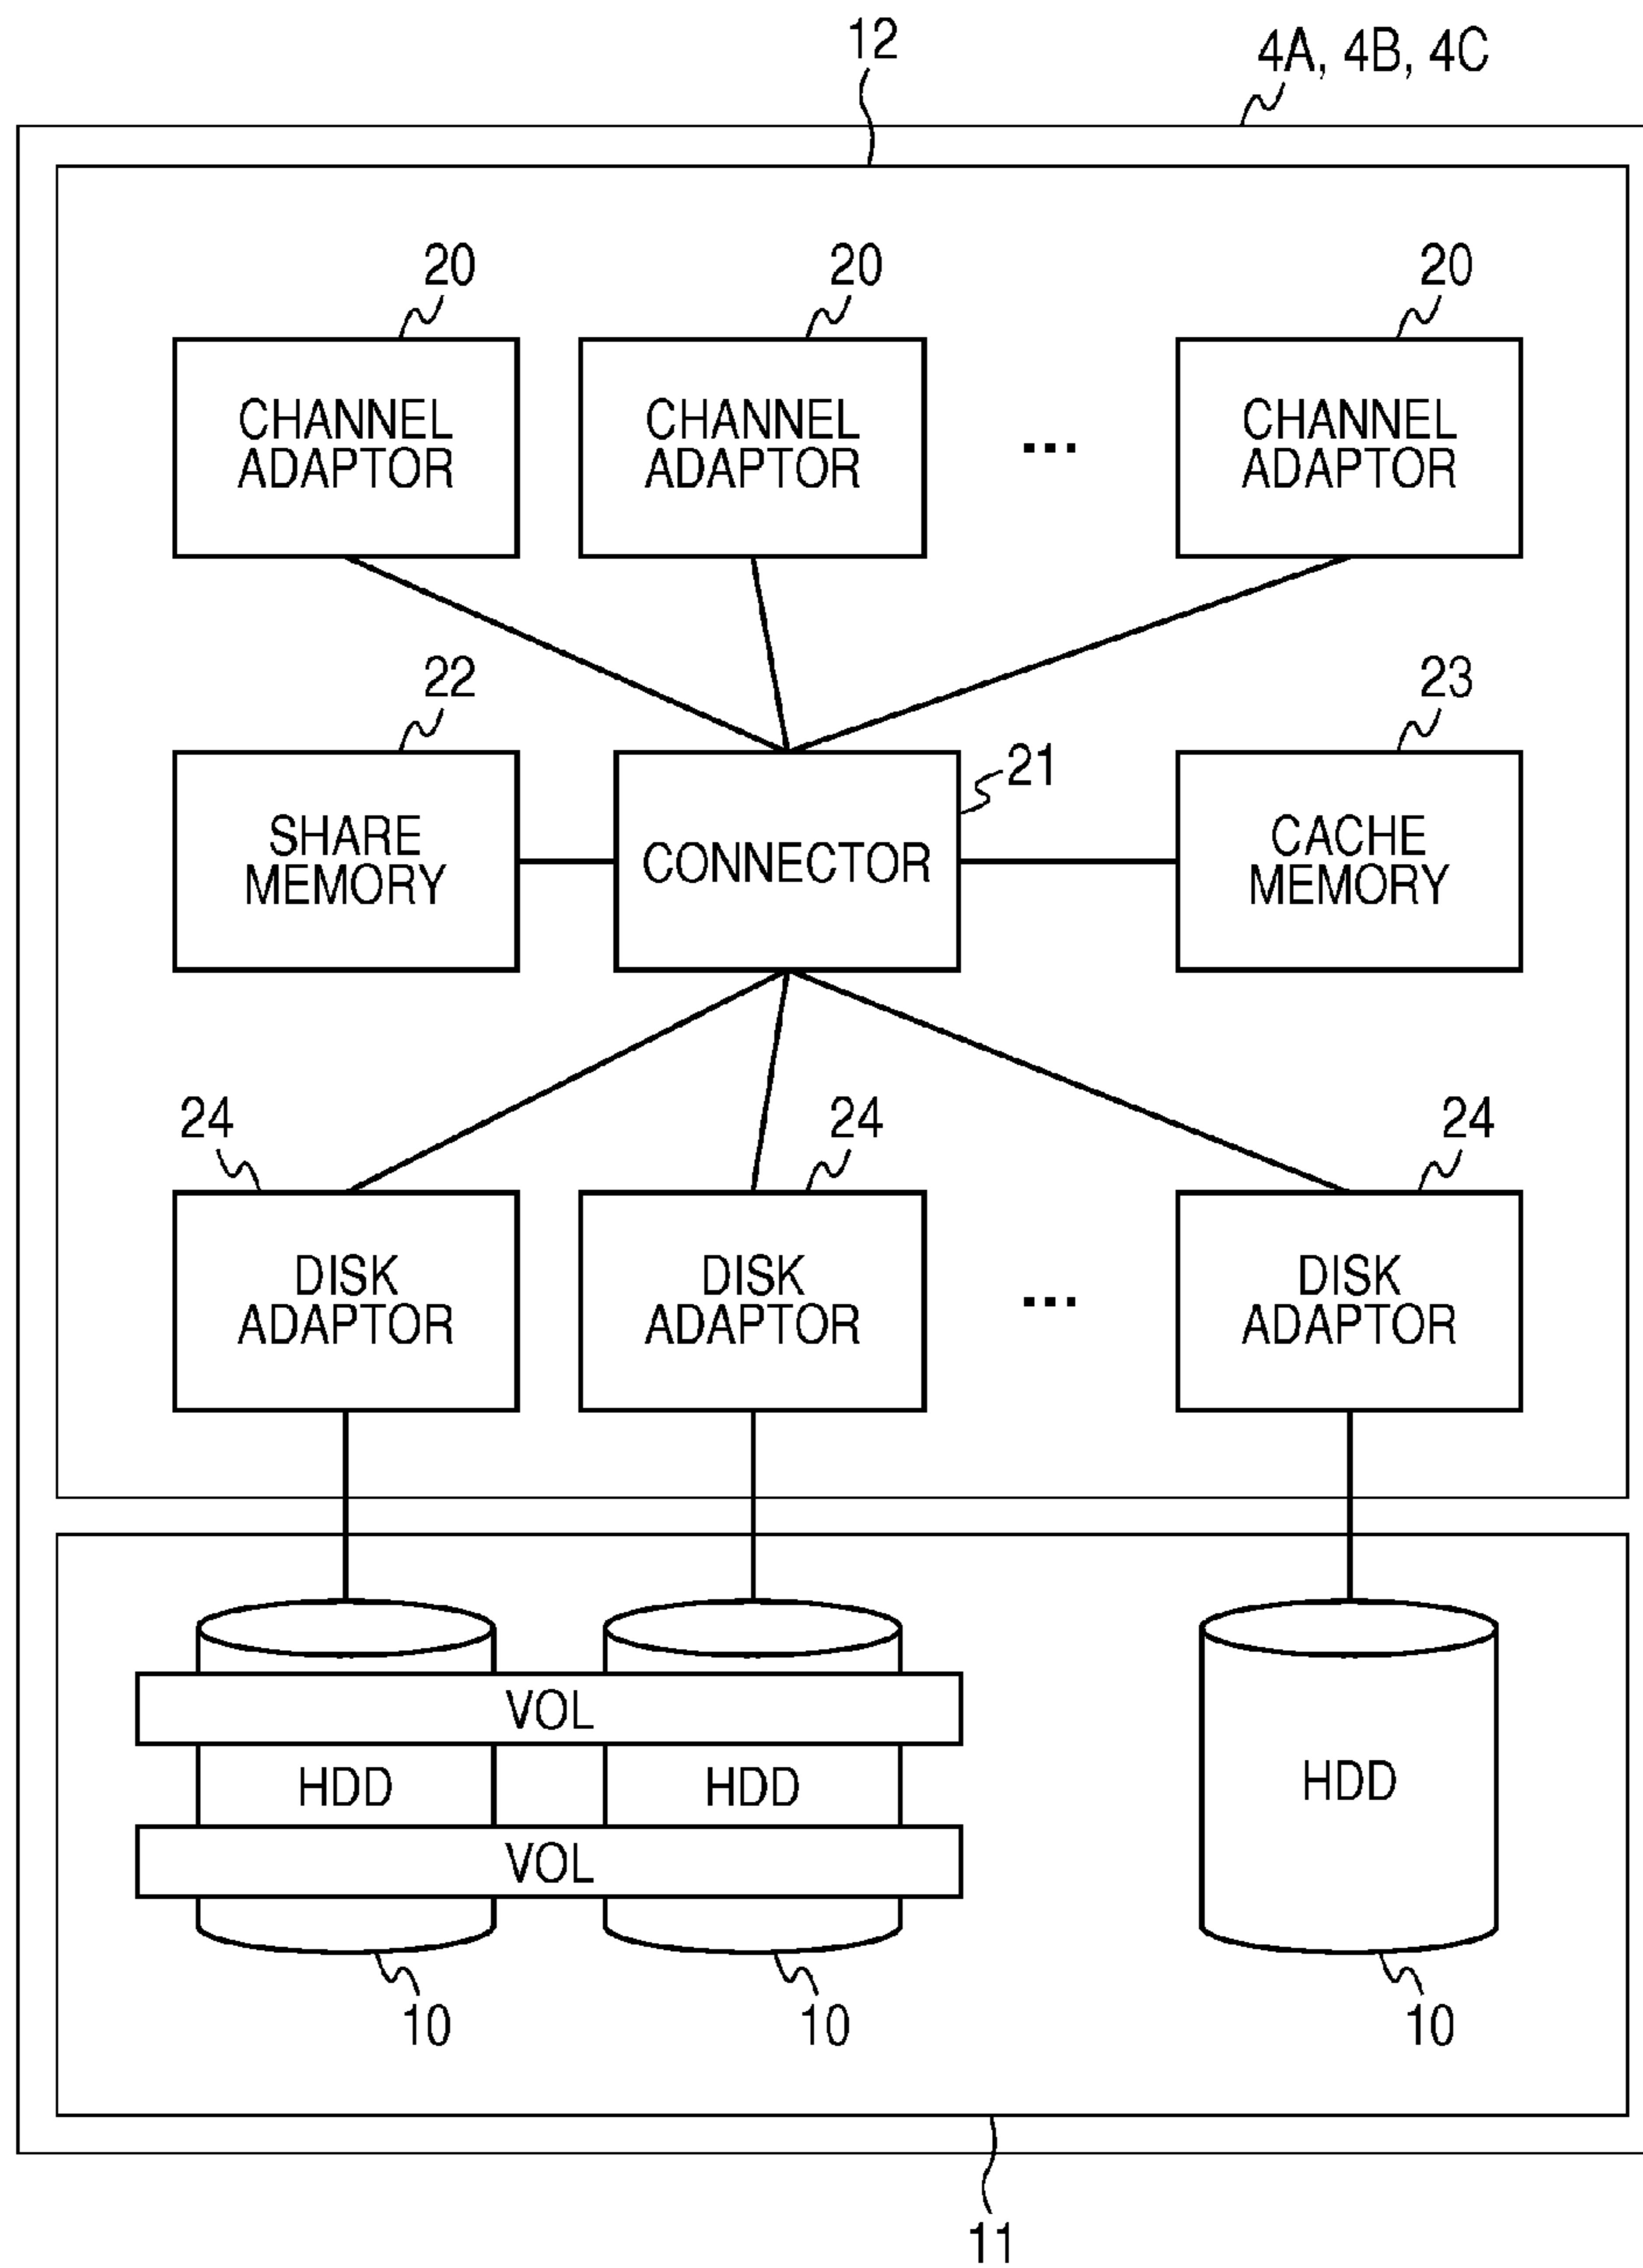 12
4A, 4B, 4C
20
20
20
CHANNEL
ADAPTOR
CHANNEL
ADAPTOR
...
CHANNEL
ADAPTOR
22
23
21
SHARE
MEMORY
CONNECTOR
CACHE
MEMORY
24
24
24
DISK
ADAPTOR
DISK
ADAPTOR
...
DISK
ADAPTOR
VOL
HDD
HDD
HDD
VOL
10
10
10
11